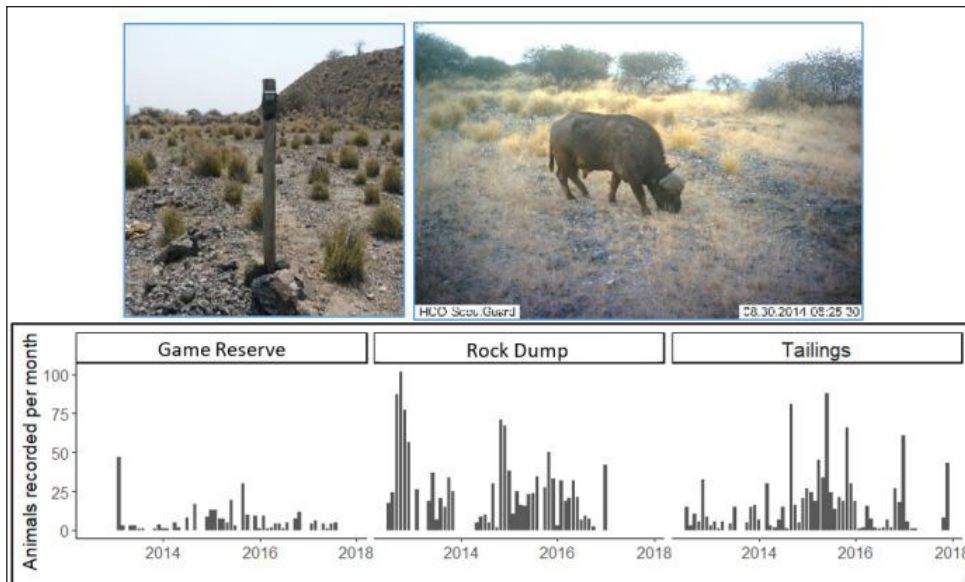 HCO ScoutGuard
08.30.2014 08:25:30
Game Reserve
Rock Dump
Tailings
Animals recorded per month
100
75
50
25
0
2014 2016 2018
2014 2016 2018
2014 2016 2018